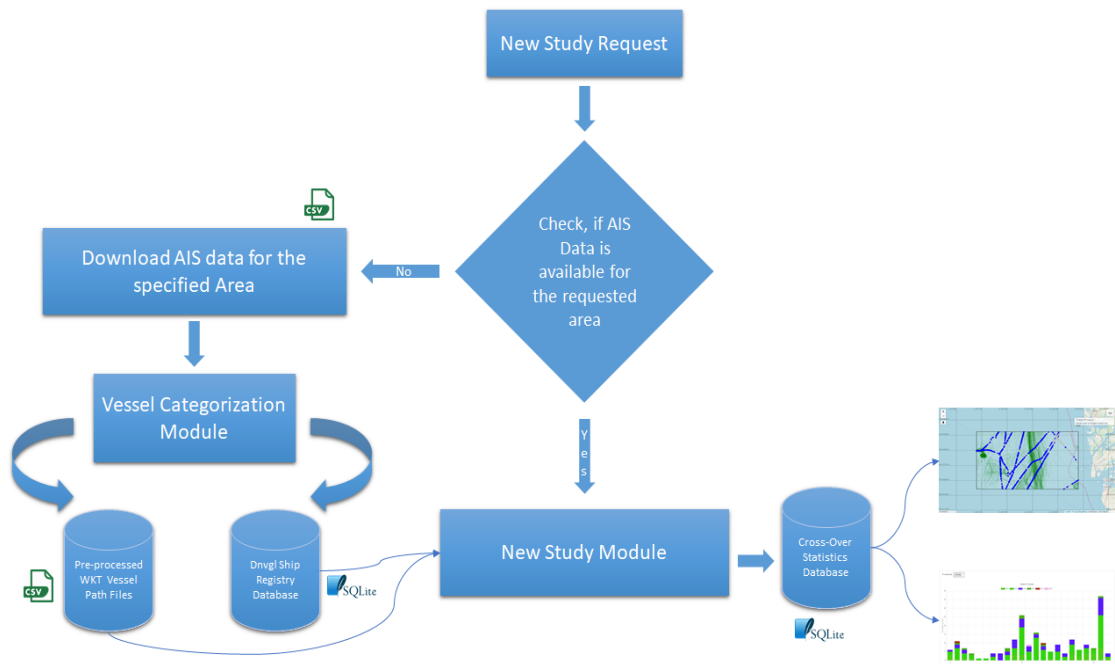 New Study Request
Check, if AIS
Data is
available for
the requested
area
No
CSV
Download AIS data for the
specified Area
Vessel Categorization
Module
Yes
Pre-processed
WKT Vessel
Path Files
CSV
Dnvgl Ship
Registry
Database
SQLite
New Study Module
Cross-Over
Statistics
Database
SQLite